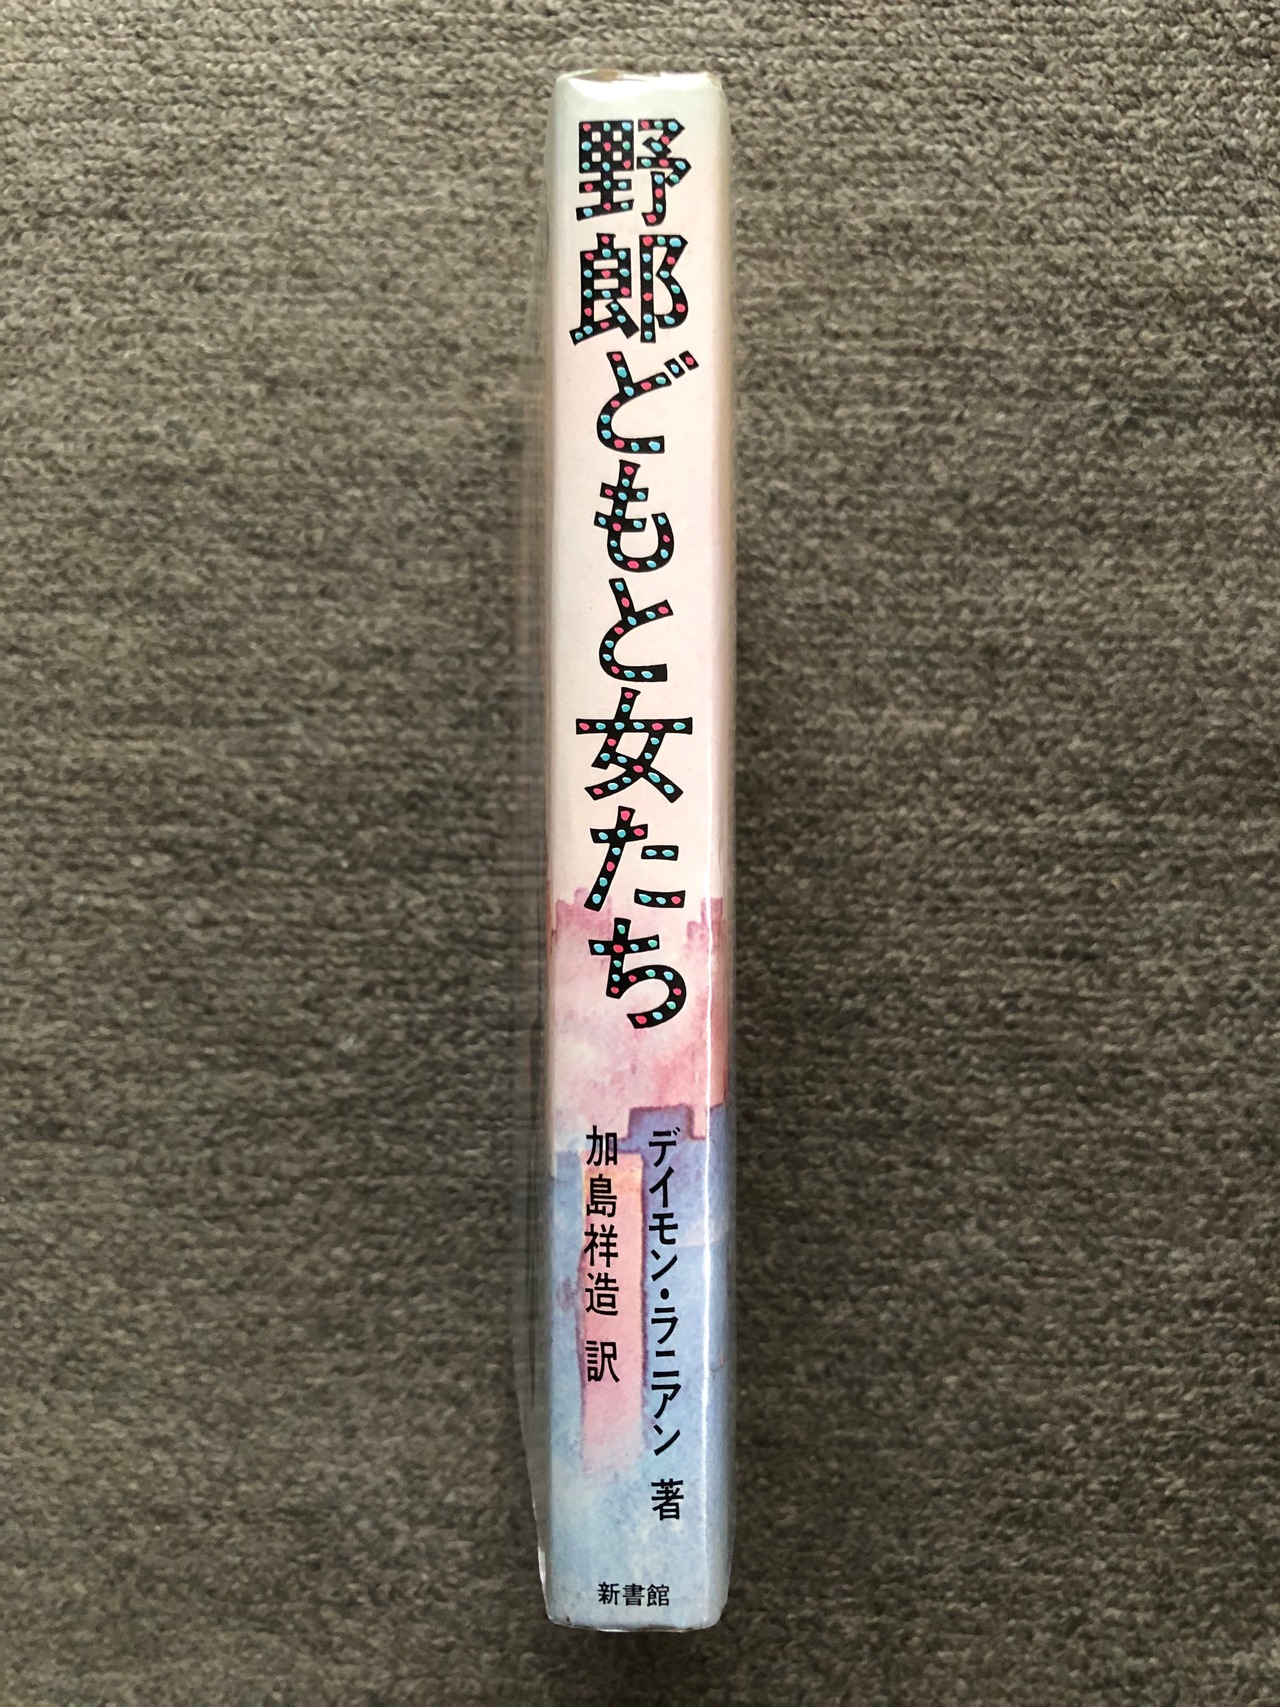 野郎どもと女たち
デイモン・ラニアン 著
加島祥造 訳
新書館